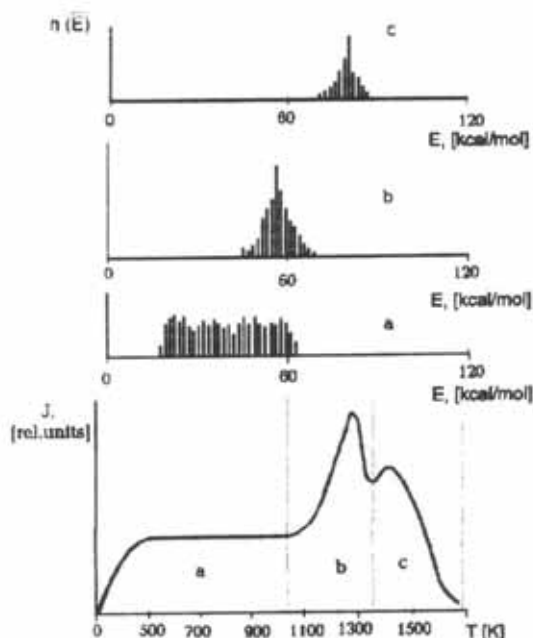 n (E)
c
0 60 120
E, [kcal/mol]
b
0 60 120
E, [kcal/mol]
a
0 60 120
E, [kcal/mol]
J,
[rel.units]
a b c
0 500 700 900 1100 1300 1500 T [K]